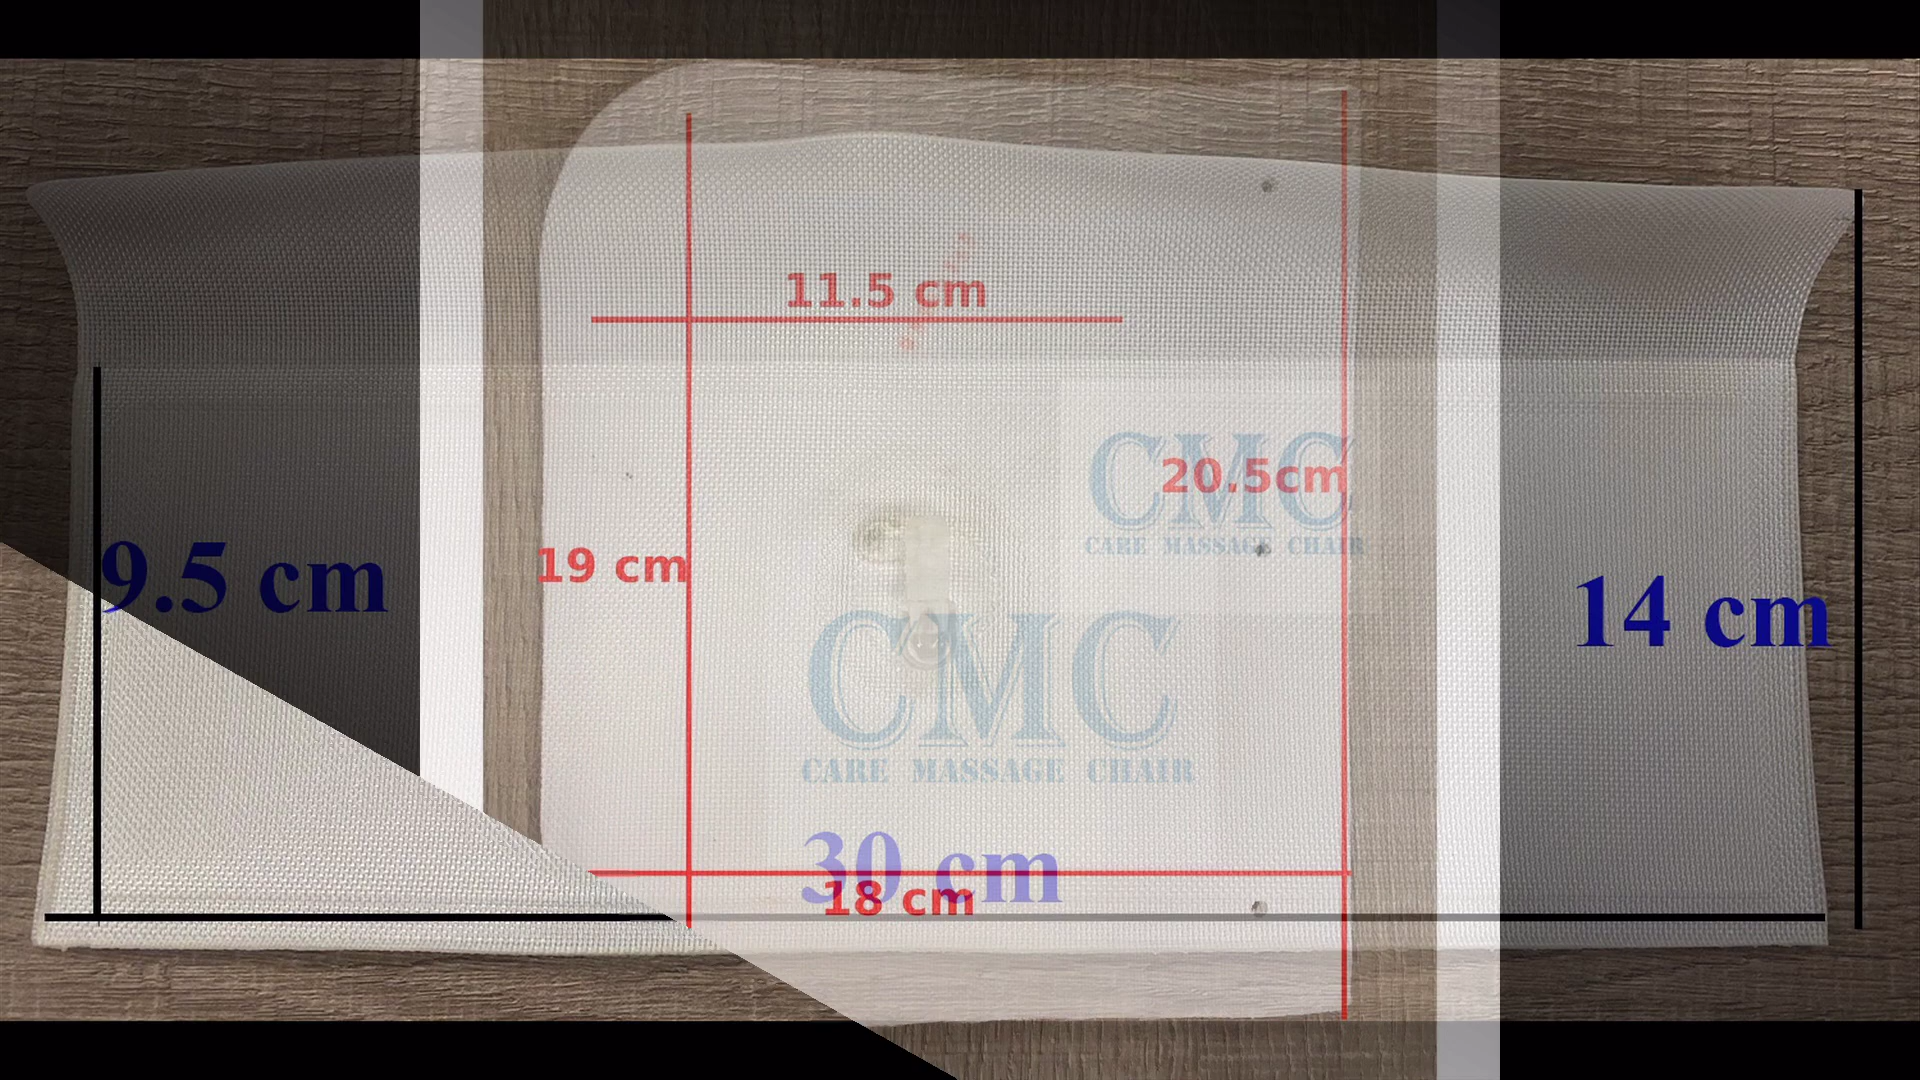 11.5 cm
CMC
20.5cm
CARE MASSAGE CHAIR
19 cm
9.5 cm
14 cm
CMC
CARE MASSAGE CHAIR
30 cm
18 cm